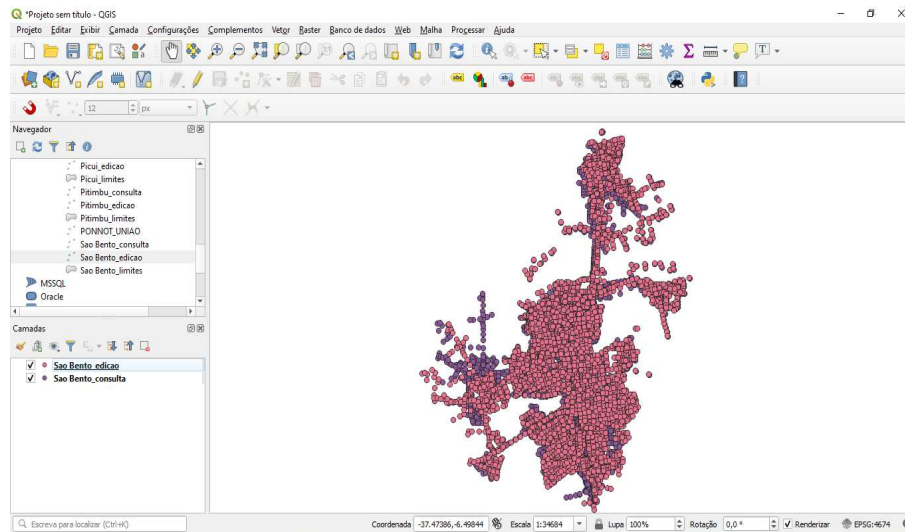 *Projeto sem título - QGIS
Projeto Editar Exibir Camada Configurações Complementos Vetor Raster Banco de dados Web Malha Processar Ajuda
abc abc abc
12 px
Navegador
Picui_edicao
Picui_limites
Pitimbu_consulta
Pitimbu_edicao
Pitimbu_limites
PONNOT_UNIAO
Sao Bento_consulta
Sao Bento_edicao
Sao Bento_limites
MSSQL
Oracle
Camadas
Sao Bento_edicao
Sao Bento_consulta
Escreva para localizar (Ctrl+K) Coordenada -37.47386,-6.49844 Escala 1:34684 Lupa 100% Rotação 0,0 ° Renderizar EPSG:4674